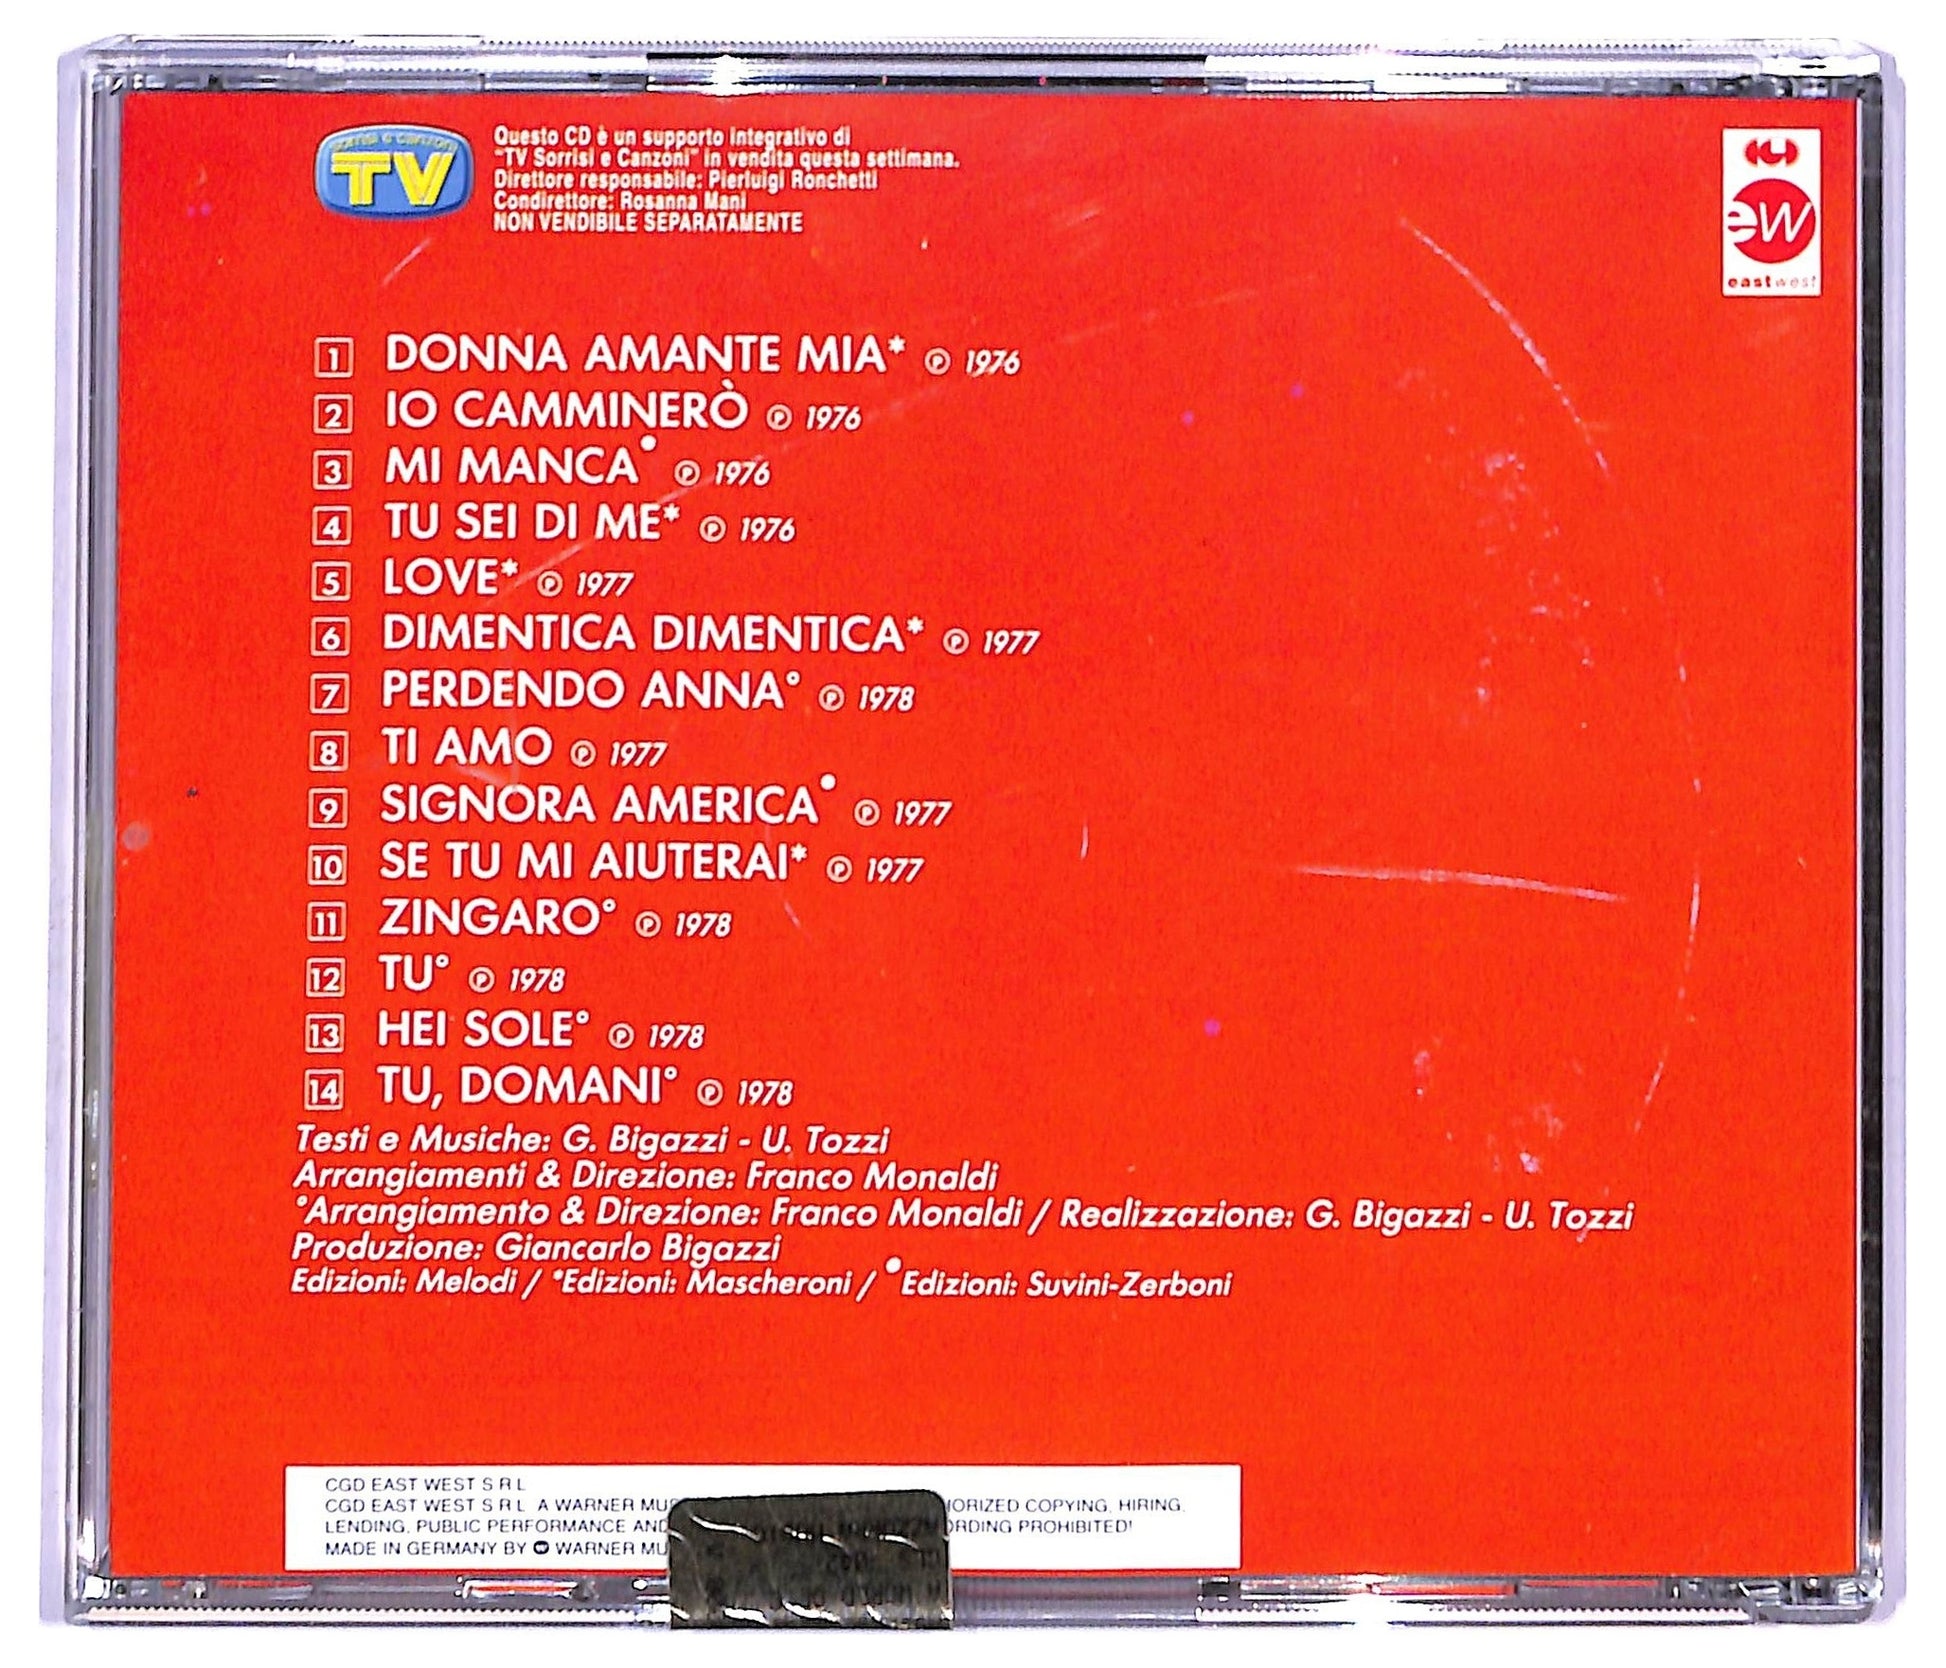 sorrisi e canzoni
TV
Questo CD è un supporto integrativo di
"TV Sorrisi e Canzoni" in vendita questa settimana.
Direttore responsabile: Pierluigi Ronchetti
Condirettore: Rosanna Mani
NON VENDIBILE SEPARATAMENTE
ew
eastwest
1 DONNA AMANTE MIA* ℗ 1976
2 IO CAMMINERÒ ℗ 1976
3 MI MANCA● ℗ 1976
4 TU SEI DI ME* ℗ 1976
5 LOVE* ℗ 1977
6 DIMENTICA DIMENTICA* ℗ 1977
7 PERDENDO ANNA° ℗ 1978
8 TI AMO ℗ 1977
9 SIGNORA AMERICA● ℗ 1977
10 SE TU MI AIUTERAI* ℗ 1977
11 ZINGARO° ℗ 1978
12 TU° ℗ 1978
13 HEI SOLE° ℗ 1978
14 TU, DOMANI° ℗ 1978
Testi e Musiche: G. Bigazzi - U. Tozzi
Arrangiamenti & Direzione: Franco Monaldi
°Arrangiamento & Direzione: Franco Monaldi / Realizzazione: G. Bigazzi - U. Tozzi
Produzione: Giancarlo Bigazzi
Edizioni: Melodi / *Edizioni: Mascheroni / ●Edizioni: Suvini-Zerboni
CGD EAST WEST S R L
CGD EAST WEST S R L A WARNER COPYING, HIRING,
LENDING, PUBLIC PERFORMANCE AND PROHIBITED!
MADE IN GERMANY BY WARNER